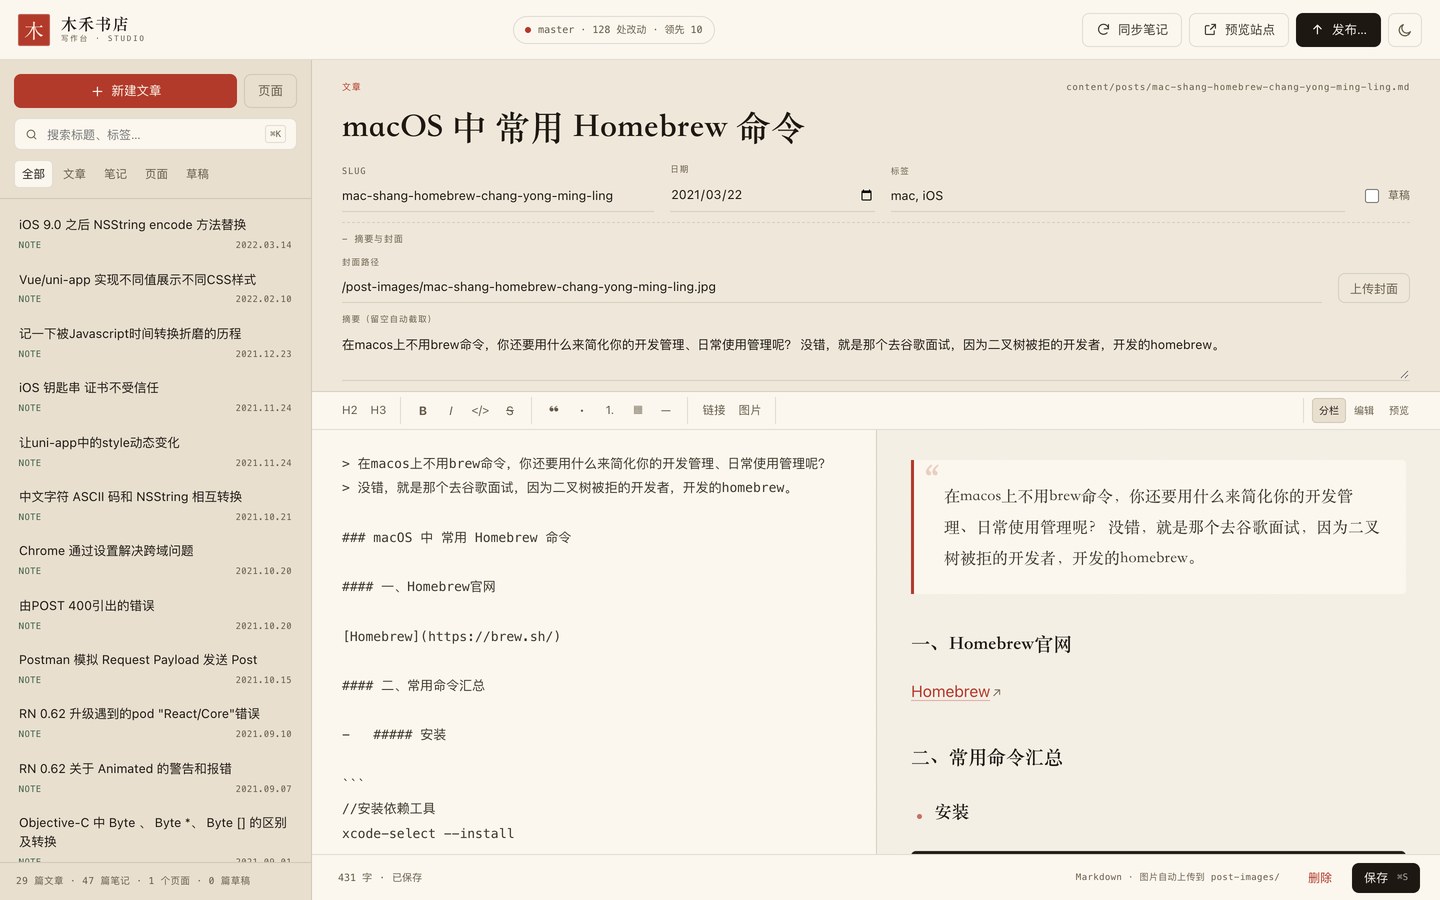 木
木禾书店
写作台 · STUDIO
master · 128 处改动 · 领先 10
同步笔记
预览站点
发布...
+ 新建文章
页面
搜索标题、标签...
⌘K
全部
文章
笔记
页面
草稿
iOS 9.0 之后 NSString encode 方法替换
NOTE 2022.03.14
Vue/uni-app 实现不同值展示不同CSS样式
NOTE 2022.02.10
记一下被Javascript时间转换折磨的历程
NOTE 2021.12.23
iOS 钥匙串 证书不受信任
NOTE 2021.11.24
让uni-app中的style动态变化
NOTE 2021.11.24
中文字符 ASCII 码和 NSString 相互转换
NOTE 2021.10.21
Chrome 通过设置解决跨域问题
NOTE 2021.10.20
由POST 400引出的错误
NOTE 2021.10.20
Postman 模拟 Request Payload 发送 Post
NOTE 2021.10.15
RN 0.62 升级遇到的pod "React/Core"错误
NOTE 2021.09.10
RN 0.62 关于 Animated 的警告和报错
NOTE 2021.09.07
Objective-C 中 Byte 、 Byte *、 Byte [] 的区别
及转换
NOTE 2021.09.01
29 篇文章 · 47 篇笔记 · 1 个页面 · 0 篇草稿
文章
content/posts/mac-shang-homebrew-chang-yong-ming-ling.md
macOS 中 常用 Homebrew 命令
SLUG
日期
标签
mac-shang-homebrew-chang-yong-ming-ling
2021/03/22
mac, iOS
草稿
− 摘要与封面
封面路径
/post-images/mac-shang-homebrew-chang-yong-ming-ling.jpg
上传封面
摘要（留空自动截取）
在macos上不用brew命令，你还要用什么来简化你的开发管理、日常使用管理呢？ 没错，就是那个去谷歌面试，因为二叉树被拒的开发者，开发的homebrew。
H2 H3 B I </> S ❝ · 1. ▦ — 链接 图片
分栏 编辑 预览
> 在macos上不用brew命令，你还要用什么来简化你的开发管理、日常使用管理呢？
> 没错，就是那个去谷歌面试，因为二叉树被拒的开发者，开发的homebrew。
### macOS 中 常用 Homebrew 命令
#### 一、Homebrew官网
[Homebrew](https://brew.sh/)
#### 二、常用命令汇总
-   ##### 安装
```
//安装依赖工具
xcode-select --install
“
在macos上不用brew命令，你还要用什么来简化你的开发管
理、日常使用管理呢？ 没错，就是那个去谷歌面试，因为二叉
树被拒的开发者，开发的homebrew。
一、Homebrew官网
Homebrew↗
二、常用命令汇总
• 安装
431 字 · 已保存
Markdown · 图片自动上传到 post-images/
删除
保存 ⌘S